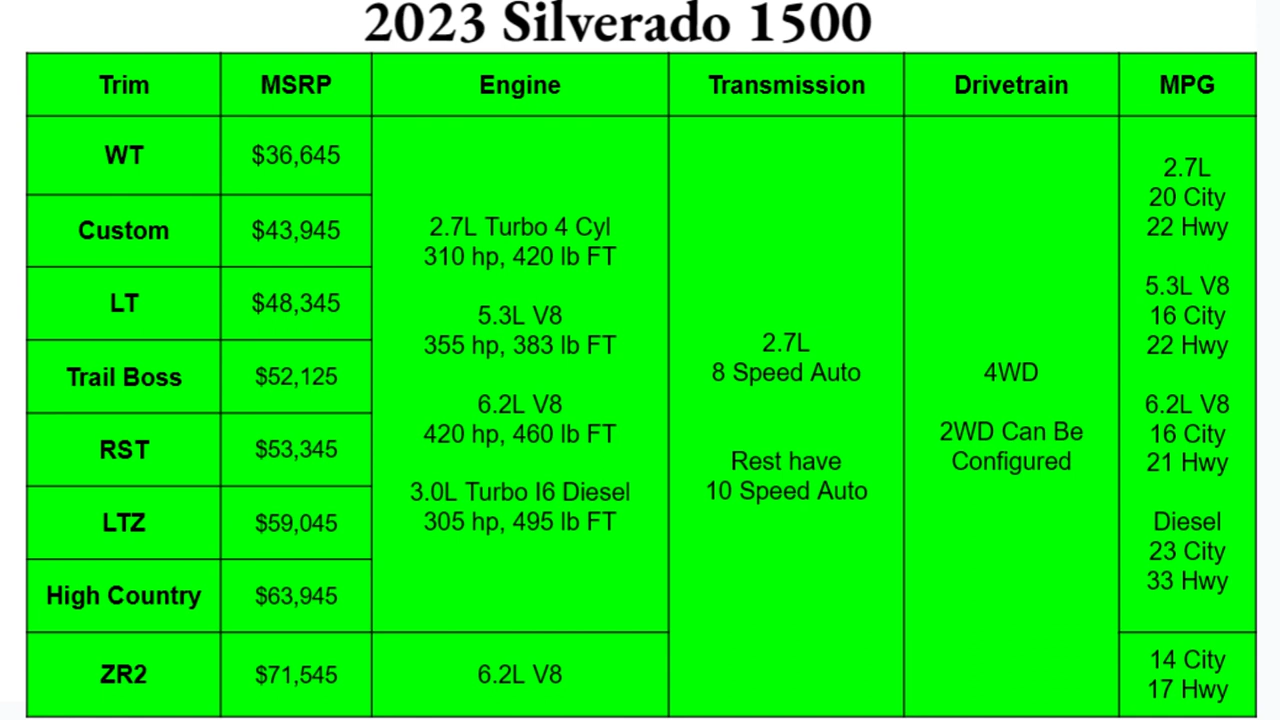 2023 Silverado 1500
Trim MSRP Engine Transmission Drivetrain MPG
WT $36,645
Custom $43,945
LT $48,345
Trail Boss $52,125
RST $53,345
LTZ $59,045
High Country $63,945
ZR2 $71,545
2.7L Turbo 4 Cyl
310 hp, 420 lb FT
5.3L V8
355 hp, 383 lb FT
6.2L V8
420 hp, 460 lb FT
3.0L Turbo I6 Diesel
305 hp, 495 lb FT
6.2L V8
2.7L
8 Speed Auto
Rest have
10 Speed Auto
4WD
2WD Can Be
Configured
2.7L
20 City
22 Hwy
5.3L V8
16 City
22 Hwy
6.2L V8
16 City
21 Hwy
Diesel
23 City
33 Hwy
14 City
17 Hwy